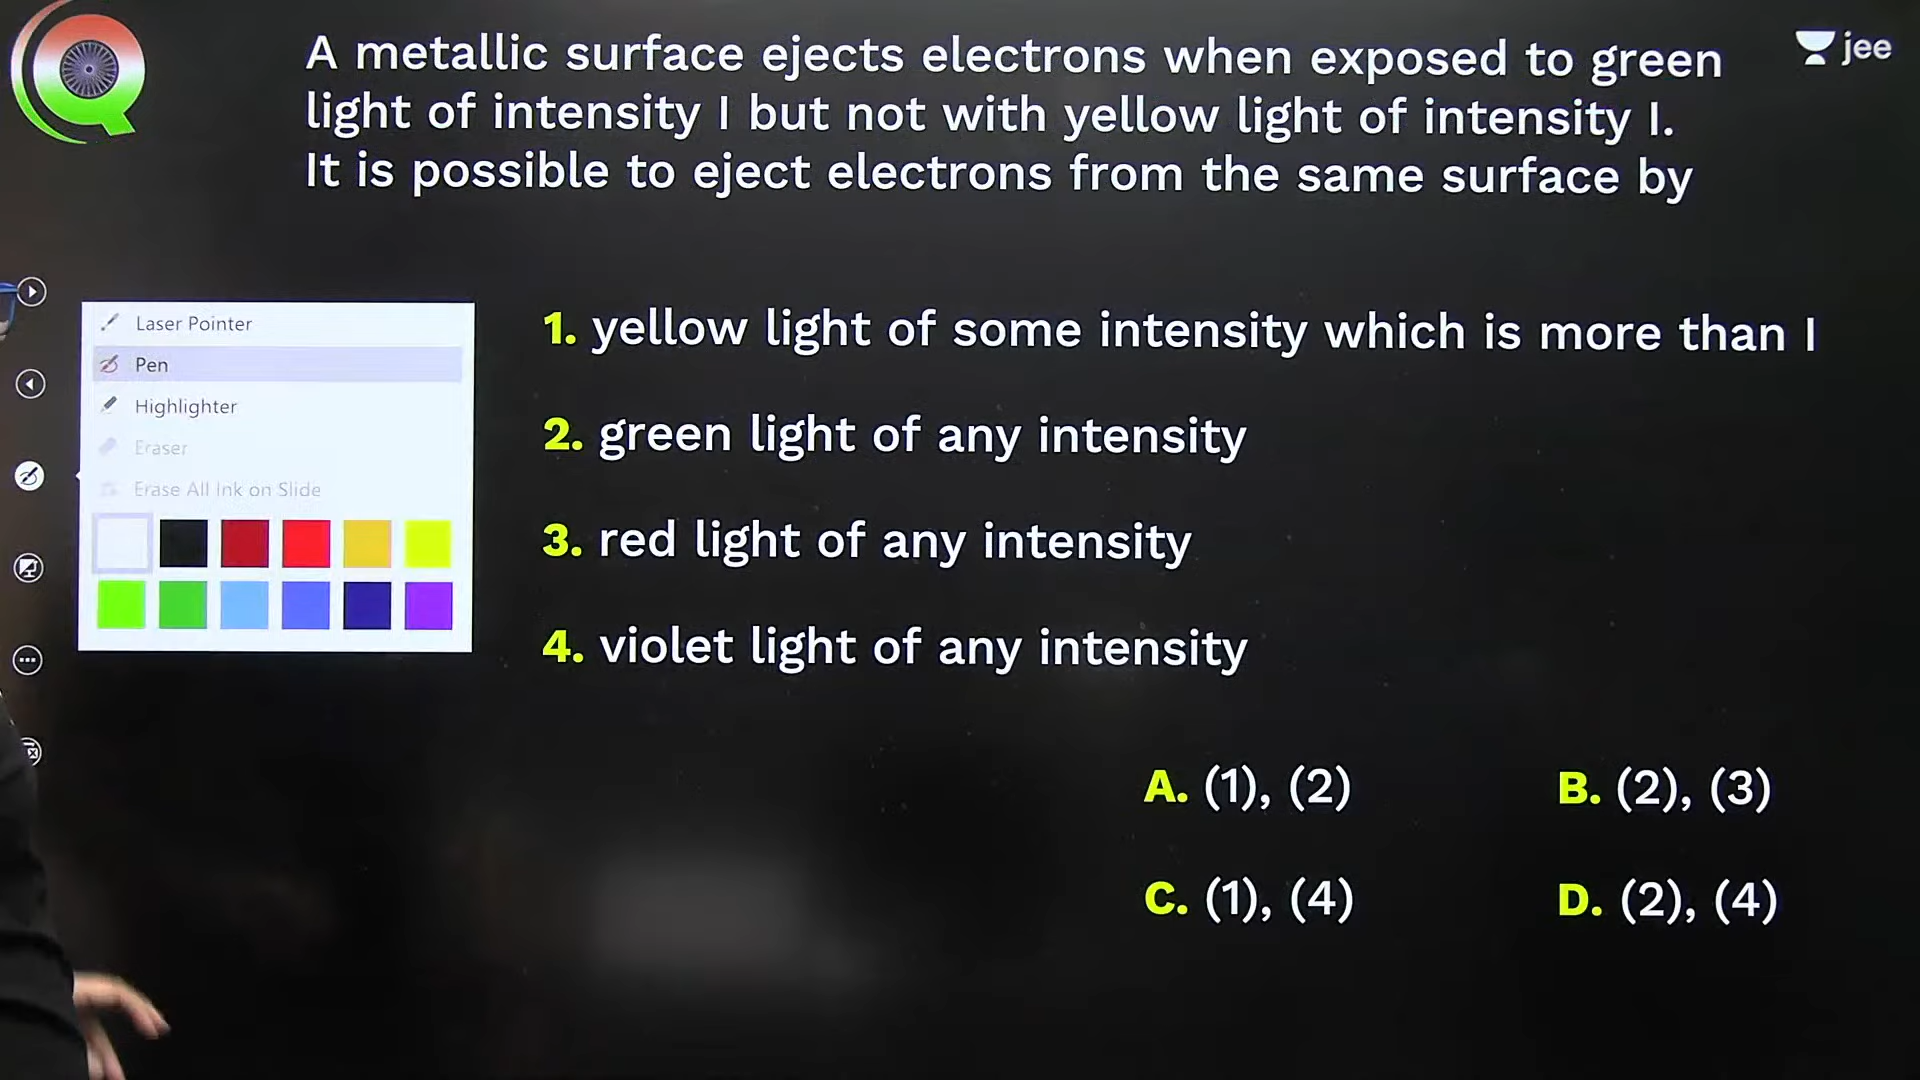 A metallic surface ejects electrons when exposed to green
light of intensity I but not with yellow light of intensity I.
It is possible to eject electrons from the same surface by
jee
Laser Pointer
Pen
Highlighter
Eraser
Erase All Ink on Slide
1. yellow light of some intensity which is more than I
2. green light of any intensity
3. red light of any intensity
4. violet light of any intensity
A. (1), (2)
B. (2), (3)
C. (1), (4)
D. (2), (4)